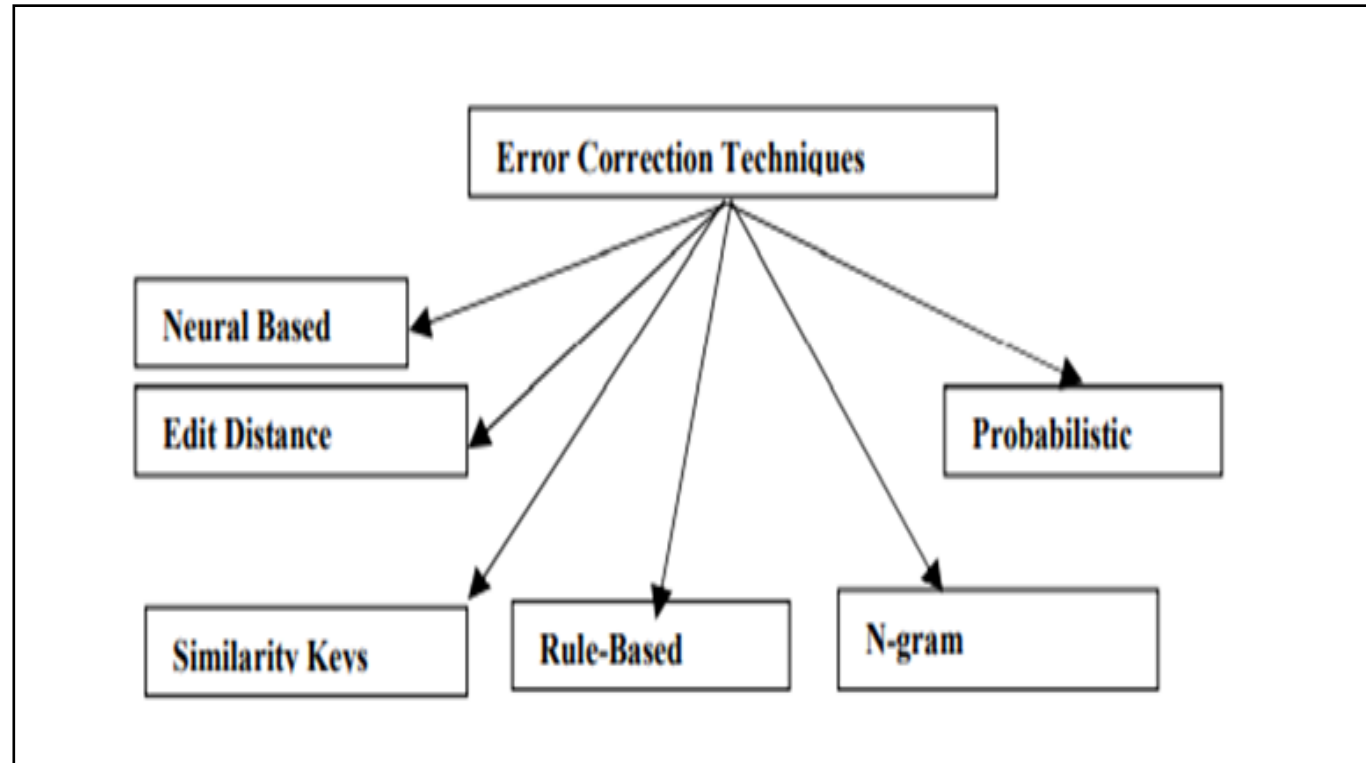 Error Correction Techniques
Neural Based
Edit Distance
Probabilistic
Similarity Keys
Rule-Based
N-gram